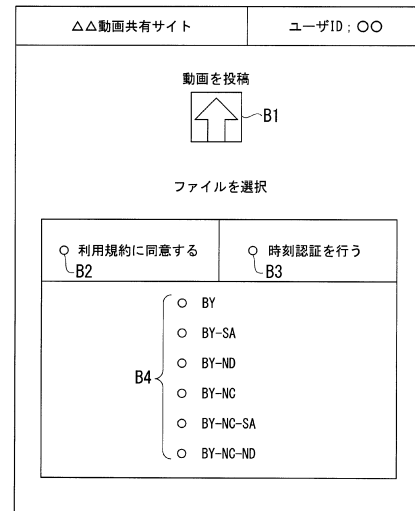 △△動画共有サイト
ユーザID；○○
動画を投稿
B1
ファイルを選択
利用規約に同意する
B2
時刻認証を行う
B3
BY
BY-SA
BY-ND
B4
BY-NC
BY-NC-SA
BY-NC-ND